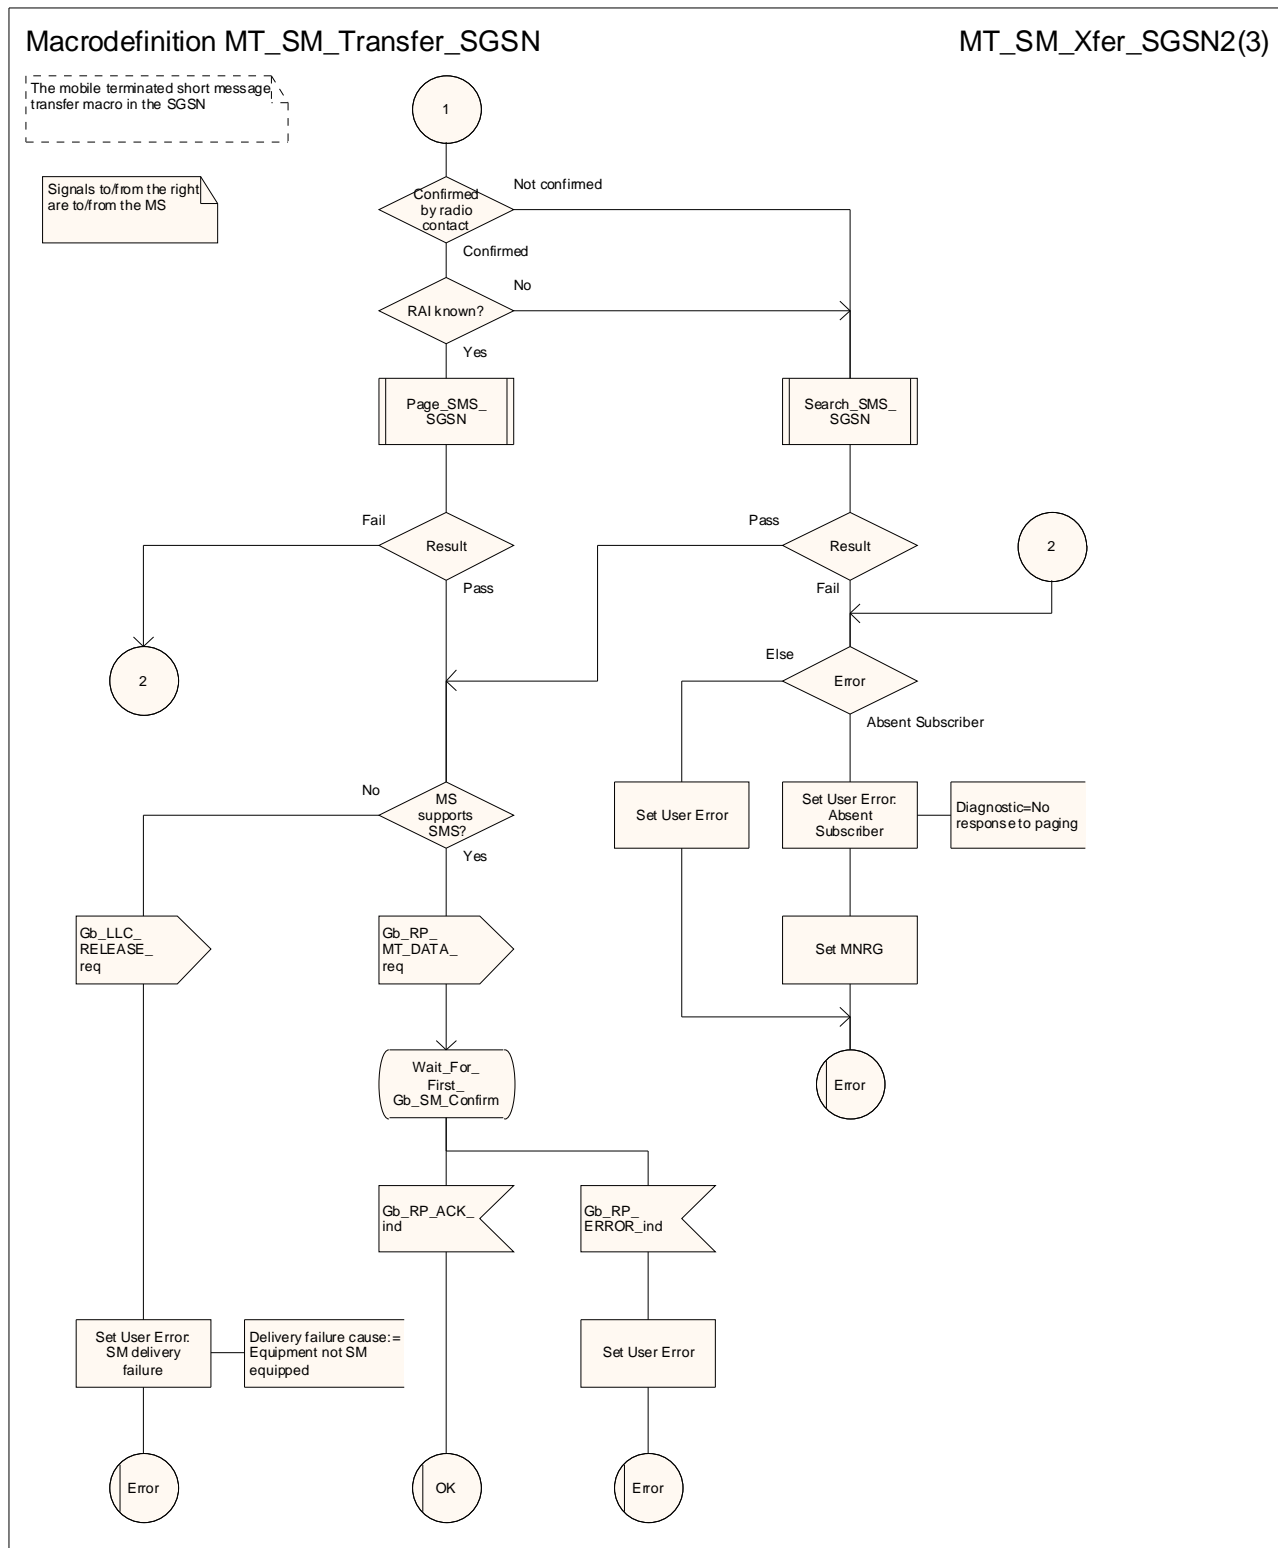 Macrodefinition MT_SM_Transfer_SGSN
MT_SM_Xfer_SGSN2(3)
The mobile terminated short message
transfer macro in the SGSN
1
Signals to/from the right
are to/from the MS
Confirmed
by radio
contact
Not confirmed
Confirmed
RAI known?
No
Yes
Page_SMS_
SGSN
Search_SMS_
SGSN
Fail
Result
Pass
Pass
Result
Fail
2
2
Else
Error
Absent Subscriber
No
MS
supports
SMS?
Yes
Set User Error
Set User Error:
Absent
Subscriber
Diagnostic=No
response to paging
Gb_LLC_
RELEASE_
req
Gb_RP_
MT_DATA_
req
Set MNRG
Wait_For_
First_
Gb_SM_Confirm
Error
Gb_RP_ACK_
ind
Gb_RP_
ERROR_ind
Set User Error:
SM delivery
failure
Delivery failure cause:=
Equipment not SM
equipped
Set User Error
Error
OK
Error